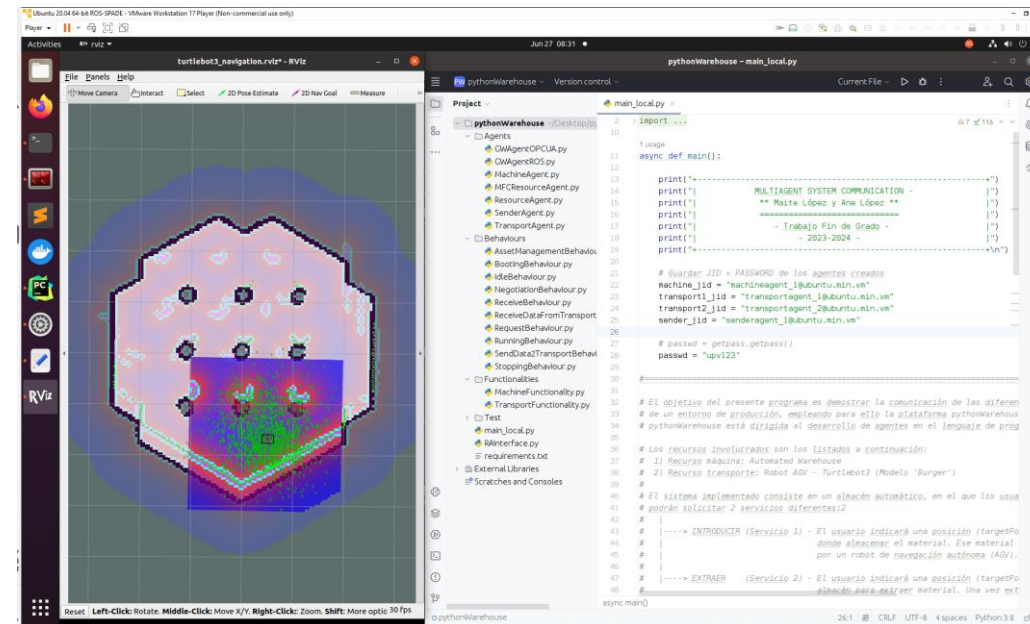 Ubuntu 20.04 64-bit ROS-SPADE - VMware Workstation 17 Player (Non-commercial use only)
Player
Activities
rviz
Jun 27 08:31
turtlebot3_navigation.rviz* - RViz
File Panels Help
Move Camera Interact Select 2D Pose Estimate 2D Nav Goal Measure
Reset Left-Click: Rotate. Middle-Click: Move X/Y. Right-Click:: Zoom. Shift: More optio 30 fps
RViz
pythonWarehouse – main_local.py
PW pythonWarehouse Version control
Current File
Project
pythonWarehouse ~/Desktop/py
Agents
GWAgentOPCUA.py
GWAgentROS.py
MachineAgent.py
MFCResourceAgent.py
ResourceAgent.py
SenderAgent.py
TransportAgent.py
Behaviours
AssetManagementBehaviou
BootingBehaviour.py
IdleBehaviour.py
NegotiationBehaviour.py
ReceiveBehaviour.py
ReceiveDataFromTransport
RequestBehaviour.py
RunningBehaviour.py
SendData2TransportBehavi
StoppingBehaviour.py
Functionalities
MachineFunctionality.py
TransportFunctionality.py
Test
main_local.py
RAInterface.py
requirements.txt
External Libraries
Scratches and Consoles
main_local.py
7 116
2 import ...
10
1 usage
11 async def main():
12
13 print("+------------------------------------------------------------------+")
14 print("| MULTIAGENT SYSTEM COMMUNICATION - |")
15 print("| ** Maite López y Ane López ** |")
16 print("| ============================== |")
17 print("| - Trabajo Fin de Grado - |")
18 print("| - 2023-2024 - |")
19 print("+------------------------------------------------------------------+\n")
20
21 # Guardar JID + PASSWORD de los agentes creados
22 machine_jid = "machineagent_1@ubuntu.min.vm"
23 transport1_jid = "transportagent_1@ubuntu.min.vm"
24 transport2_jid = "transportagent_2@ubuntu.min.vm"
25 sender_jid = "senderagent_1@ubuntu.min.vm"
26
27 # passwd = getpass.getpass()
28 passwd = "upv123"
29
30 #==============================================================
31
32 # El objetivo del presente programa es demostrar la comunicación de las diferen
33 # de un entorno de producción, empleando para ello la plataforma pythonWarehous
34 # pythonWarehouse está dirigida al desarrollo de agentes en el lenguaje de prog
35
36 # Los recursos involucrados son los listados a continuación:
37 # 1) Recurso máquina: Automated Warehouse
38 # 2) Recurso transporte: Robot AGV - Turtlebot3 (Modelo 'Burger')
39 #
40 # El sistema implementado consiste en un almacén automático, en el que los usua
41 # podrán solicitar 2 servicios diferentes:2
42 # |
43 # |----> INTRODUCIR (Servicio 1) - El usuario indicará una posición (targetPo
44 # | donde almacenar el material. Ese material
45 # | por un robot de navegación autónoma (AGV).
46 # |
47 # |----> EXTRAER (Servicio 2) - El usuario indicará una posición (targetPo
48 # almacén para extraer material. Una vez ext
async main()
pythonWarehouse
26:1 CRLF UTF-8 4 spaces Python 3.8